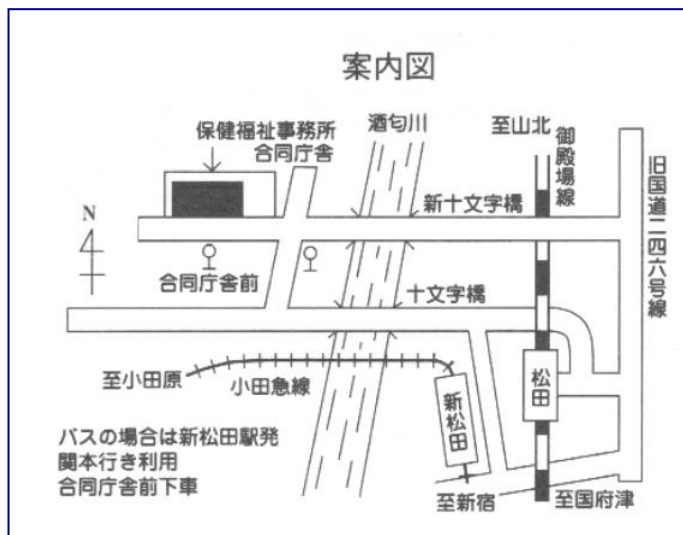 案内図
保健福祉事務所
合同庁舎
酒匂川
至山北
御殿場線
旧国道二四六号線
新十文字橋
N
合同庁舎前
十文字橋
至小田原
小田急線
新松田
松田
バスの場合は新松田駅発
関本行き利用
合同庁舎前下車
至新宿
至国府津